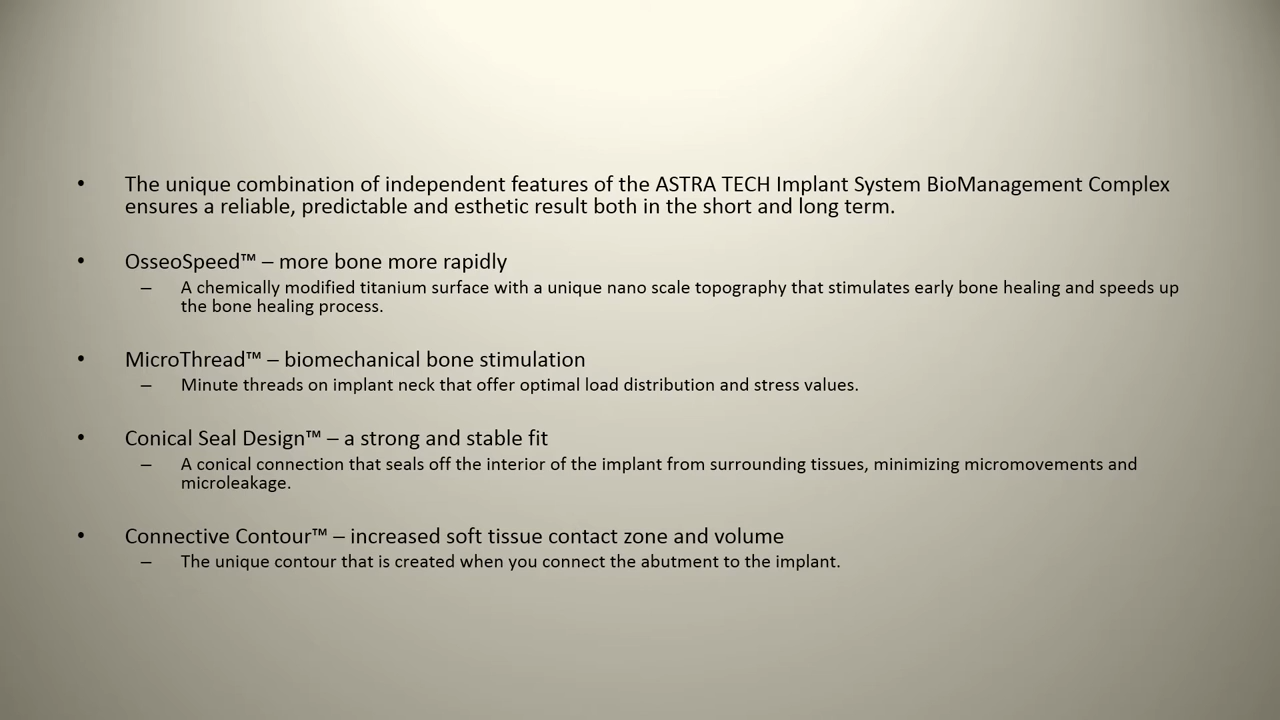 • The unique combination of independent features of the ASTRA TECH Implant System BioManagement Complex
ensures a reliable, predictable and esthetic result both in the short and long term.
• OsseoSpeed™ – more bone more rapidly
– A chemically modified titanium surface with a unique nano scale topography that stimulates early bone healing and speeds up
the bone healing process.
• MicroThread™ – biomechanical bone stimulation
– Minute threads on implant neck that offer optimal load distribution and stress values.
• Conical Seal Design™ – a strong and stable fit
– A conical connection that seals off the interior of the implant from surrounding tissues, minimizing micromovements and
microleakage.
• Connective Contour™ – increased soft tissue contact zone and volume
– The unique contour that is created when you connect the abutment to the implant.